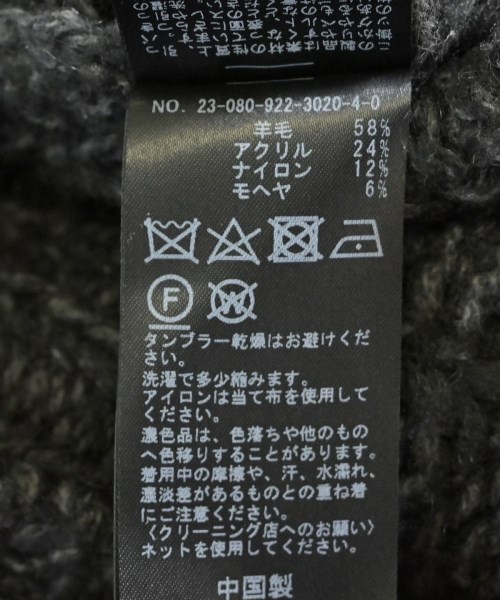 NO. 23-080-922-3020-4-0
羊毛 58%
アクリル 24%
ナイロン 12%
モヘヤ 6%
F
W
タンブラー乾燥はお避けくだ
さい。
洗濯で多少縮みます。
アイロンは当て布を使用して
ください。
濃色品は、色落ちや他のもの
へ色移りすることがあります。
着用中の摩擦や、汗、水濡れ、
濃淡差があるものとの重ね着
にご注意ください。
〈クリーニング店へのお願い〉
ネットを使用してください。
中国製